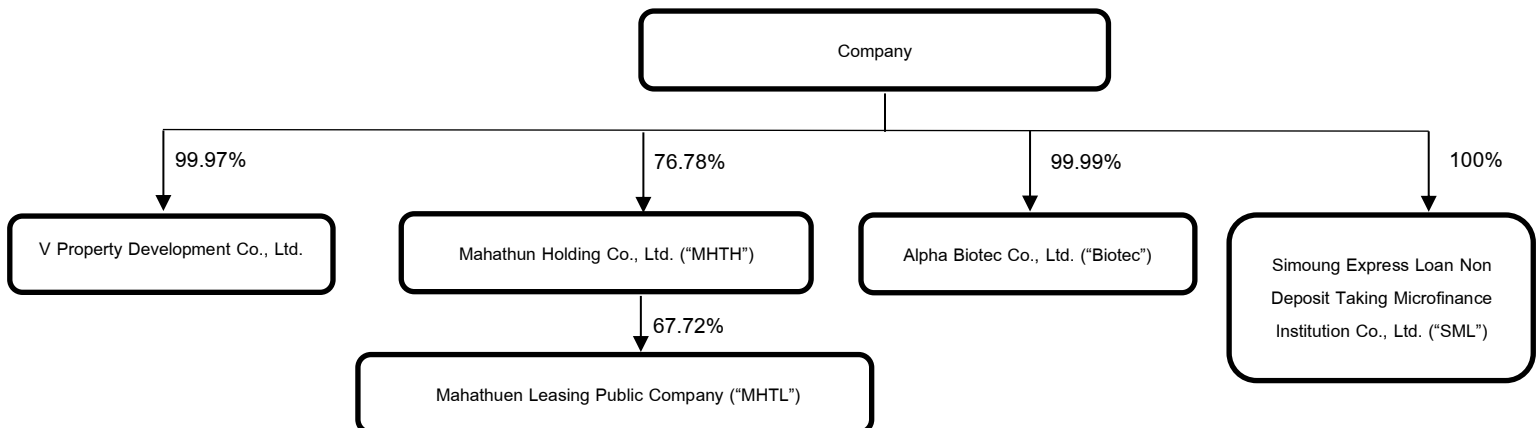 Company
99.97%
76.78%
99.99%
100%
V Property Development Co., Ltd.
Mahathun Holding Co., Ltd. (“MHTH”)
Alpha Biotec Co., Ltd. (“Biotec”)
Simoung Express Loan Non
Deposit Taking Microfinance
Institution Co., Ltd. (“SML”)
67.72%
Mahathuen Leasing Public Company (“MHTL”)